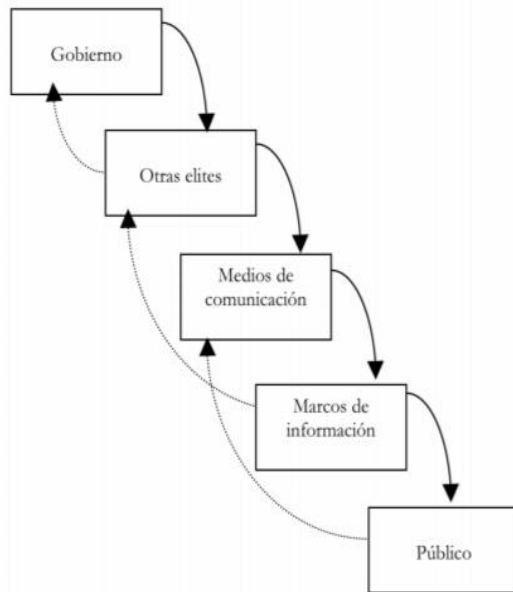 Gobierno
Otras elites
Medios de
comunicación
Marcos de
información
Público